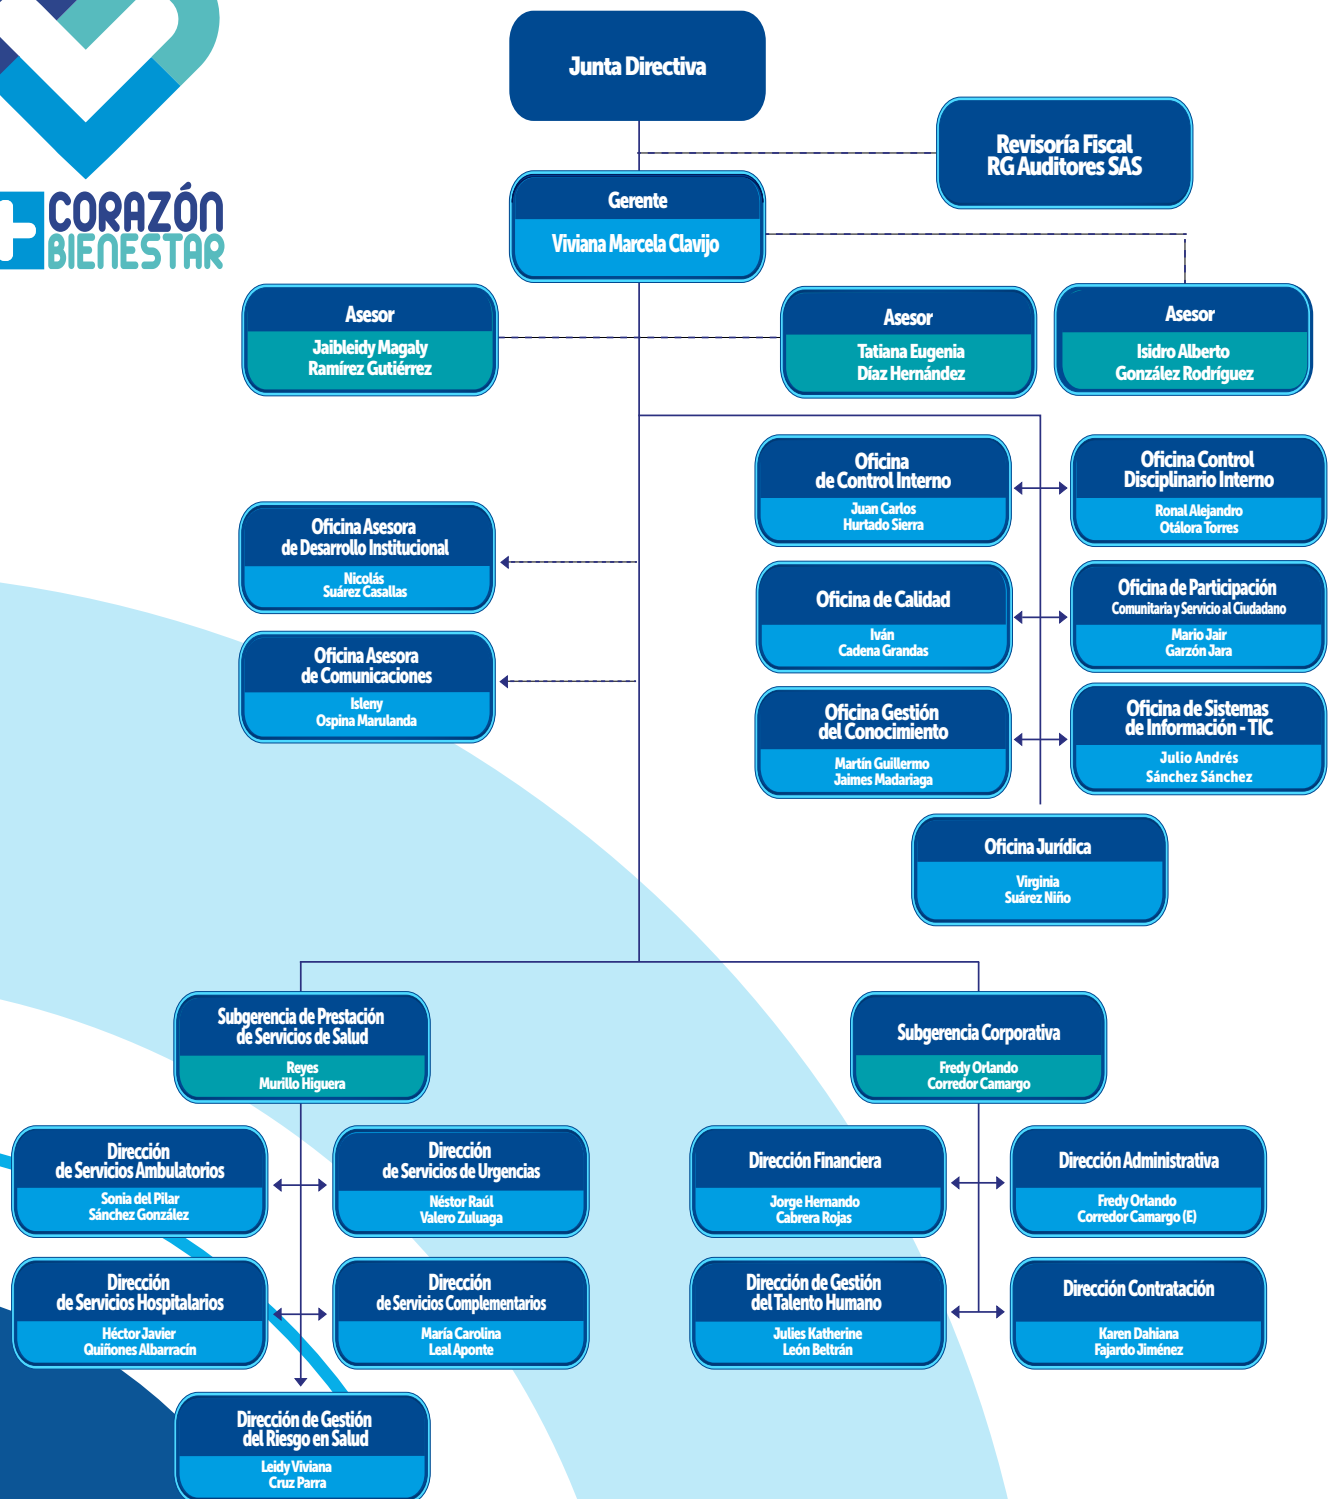 CORAZÓN
BIENESTAR
Junta Directiva
Revisoría Fiscal
RG Auditores SAS
Gerente
Viviana Marcela Clavijo
Asesor
Jaibleidy Magaly
Ramírez Gutiérrez
Asesor
Tatiana Eugenia
Díaz Hernández
Asesor
Isidro Alberto
González Rodríguez
Oficina
de Control Interno
Juan Carlos
Hurtado Sierra
Oficina Control
Disciplinario Interno
Ronal Alejandro
Otálora Torres
Oficina Asesora
de Desarrollo Institucional
Nicolás
Suárez Casallas
Oficina de Calidad
Iván
Cadena Grandas
Oficina de Participación
Comunitaria y Servicio al Ciudadano
Mario Jair
Garzón Jara
Oficina Asesora
de Comunicaciones
Isleny
Ospina Marulanda
Oficina Gestión
del Conocimiento
Martín Guillermo
Jaimes Madariaga
Oficina de Sistemas
de Información - TIC
Julio Andrés
Sánchez Sánchez
Oficina Jurídica
Virginia
Suárez Niño
Subgerencia de Prestación
de Servicios de Salud
Reyes
Murillo Higuera
Subgerencia Corporativa
Fredy Orlando
Corredor Camargo
Dirección
de Servicios Ambulatorios
Sonia del Pilar
Sánchez González
Dirección
de Servicios de Urgencias
Néstor Raúl
Valero Zuluaga
Dirección Financiera
Jorge Hernando
Cabrera Rojas
Dirección Administrativa
Fredy Orlando
Corredor Camargo (E)
Dirección
de Servicios Hospitalarios
Héctor Javier
Quiñones Albarracín
Dirección
de Servicios Complementarios
María Carolina
Leal Aponte
Dirección de Gestión
del Talento Humano
Julies Katherine
León Beltrán
Dirección Contratación
Karen Dahiana
Fajardo Jiménez
Dirección de Gestión
del Riesgo en Salud
Leidy Viviana
Cruz Parra